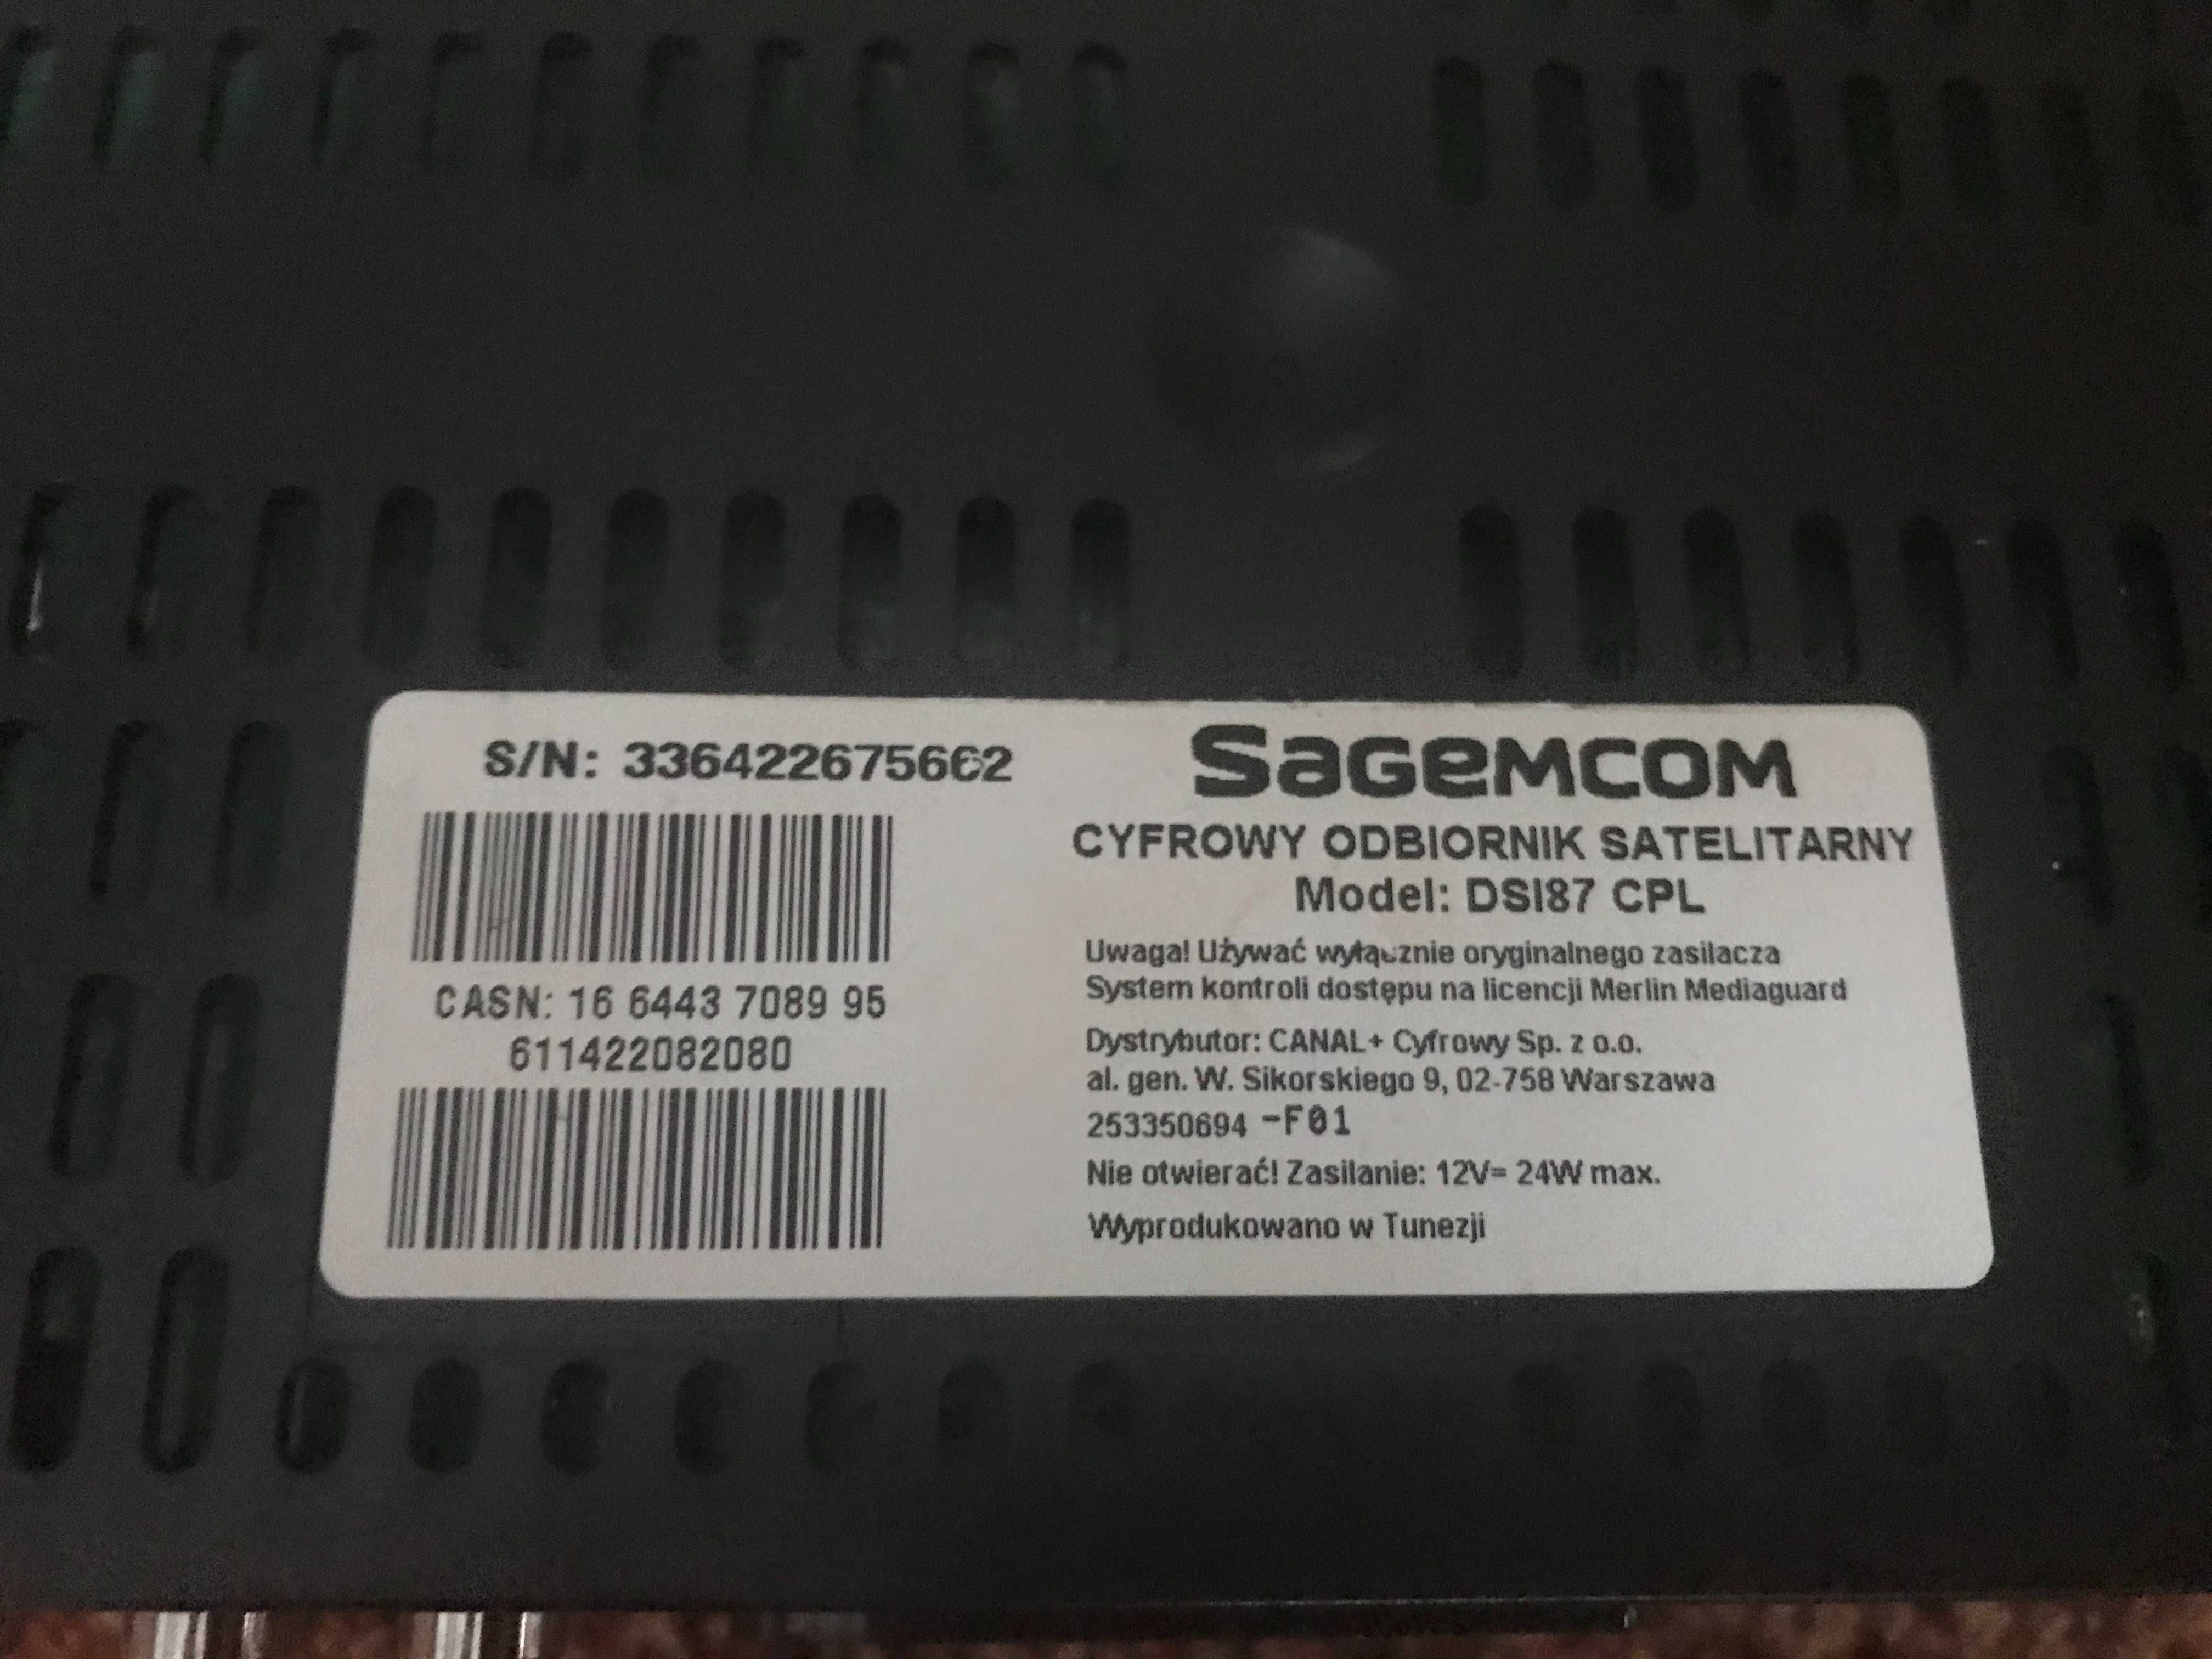 S/N: 336422675662
CASN: 16 6443 7089 95
611422082080
SAGEMCOM
CYFROWY ODBIORNIK SATELITARNY
Model: DSI87 CPL
Uwaga! Używać wyłącznie oryginalnego zasilacza
System kontroli dostępu na licencji Merlin Mediaguard
Dystrybutor: CANAL+ Cyfrowy Sp. z o.o.
al. gen. W. Sikorskiego 9, 02-758 Warszawa
253350694 -F01
Nie otwierać! Zasilanie: 12V= 24W max.
Wyprodukowano w Tunezji